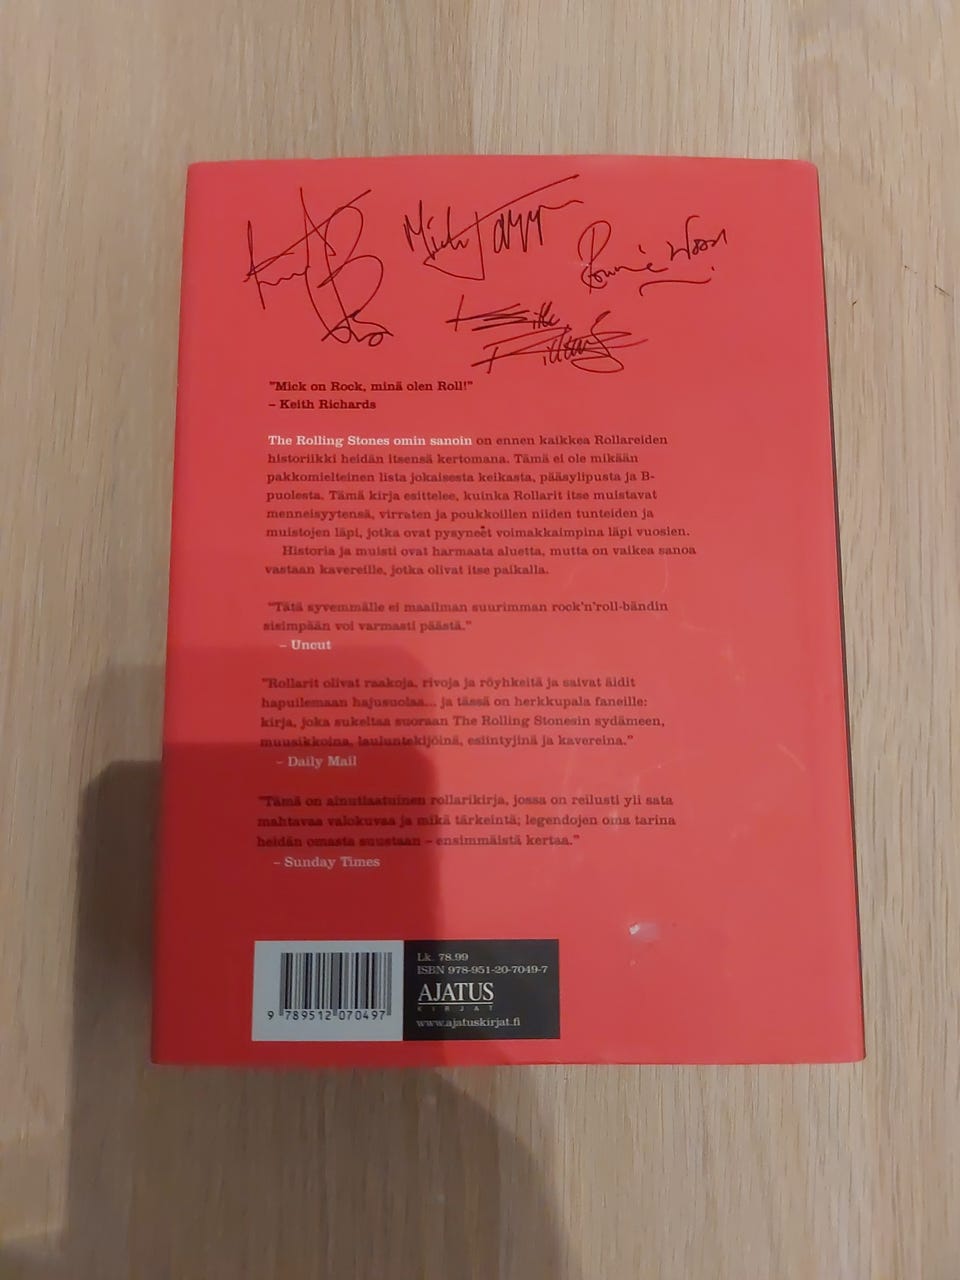 Ronnie Wood
"Mick on Rock, minä olen Roll!"
– Keith Richards
The Rolling Stones omin sanoin on ennen kaikkea Rollareiden
historiikki heidän itsensä kertomana. Tämä ei ole mikään
pakkomielteinen lista jokaisesta keikasta, pääsylipusta ja B-
puolesta. Tämä kirja esittelee, kuinka Rollarit itse muistavat
menneisyytensä, virraten ja poukkoillen niiden tunteiden ja
muistojen läpi, jotka ovat pysyneet voimakkaimpina läpi vuosien.
Historia ja muisti ovat harmaata aluetta, mutta on vaikea sanoa
vastaan kavereille, jotka olivat itse paikalla.
"Tätä syvemmälle ei maailman suurimman rock'n'roll-bändin
sisimpään voi varmasti päästä."
– Uncut
"Rollarit olivat raakoja, rivoja ja röyhkeitä ja saivat äidit
hapuilemaan hajusuolaa... ja tässä on herkkupala faneille:
kirja, joka sukeltaa suoraan The Rolling Stonesin sydämeen,
muusikkoina, lauluntekijöinä, esiintyjinä ja kavereina."
– Daily Mail
"Tämä on ainutlaatuinen rollarikirja, jossa on reilusti yli sata
mahtavaa valokuvaa ja mikä tärkeintä; legendojen oma tarina
heidän omasta suustaan – ensimmäistä kertaa."
– Sunday Times
Lk. 78.99
ISBN 978-951-20-7049-7
AJATUS
KIRJAT
www.ajatuskirjat.fi
9 789512 070497